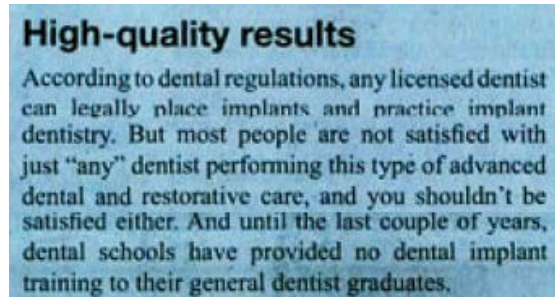 High-quality results
According to dental regulations, any licensed dentist
can legally place implants and practice implant
dentistry. But most people are not satisfied with
just “any” dentist performing this type of advanced
dental and restorative care, and you shouldn’t be
satisfied either. And until the last couple of years,
dental schools have provided no dental implant
training to their general dentist graduates.